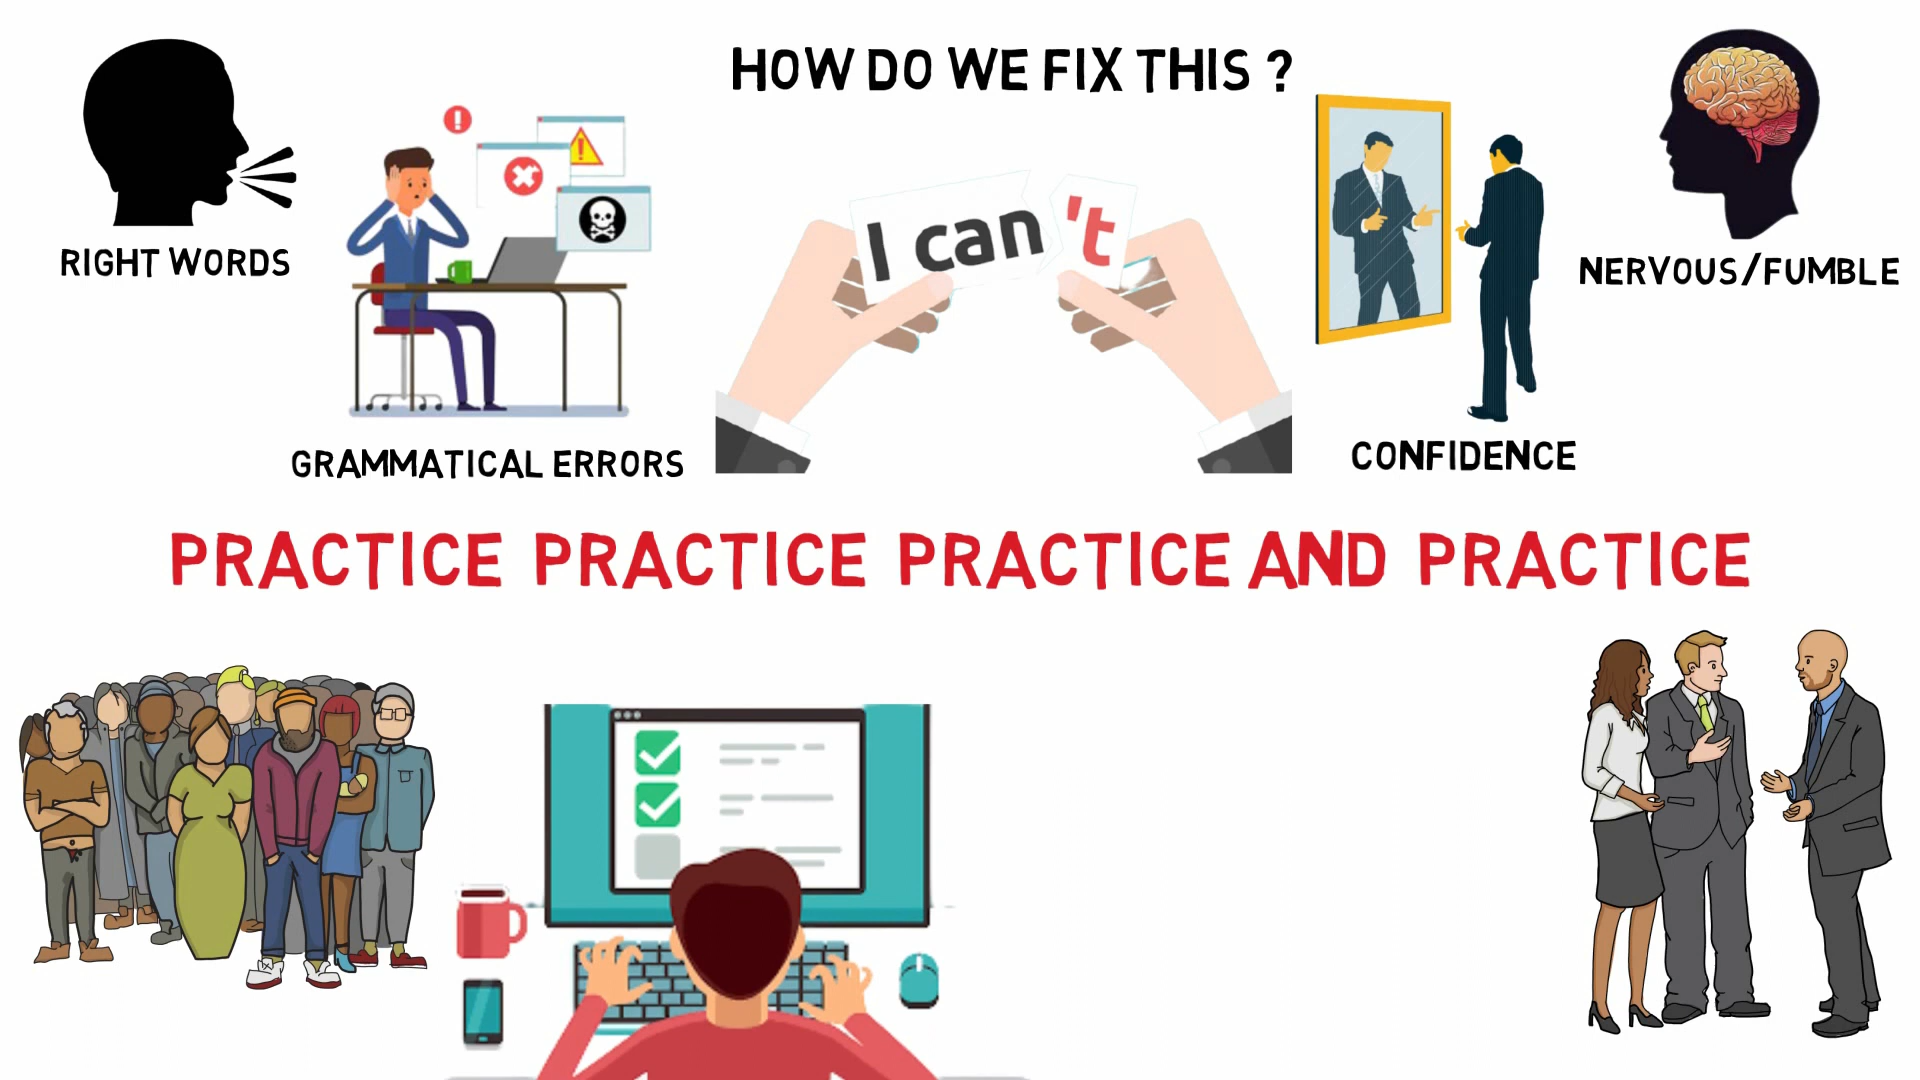 HOW DO WE FIX THIS ?
I can 't
RIGHT WORDS
NERVOUS/FUMBLE
GRAMMATICAL ERRORS
CONFIDENCE
PRACTICE PRACTICE PRACTICE AND PRACTICE